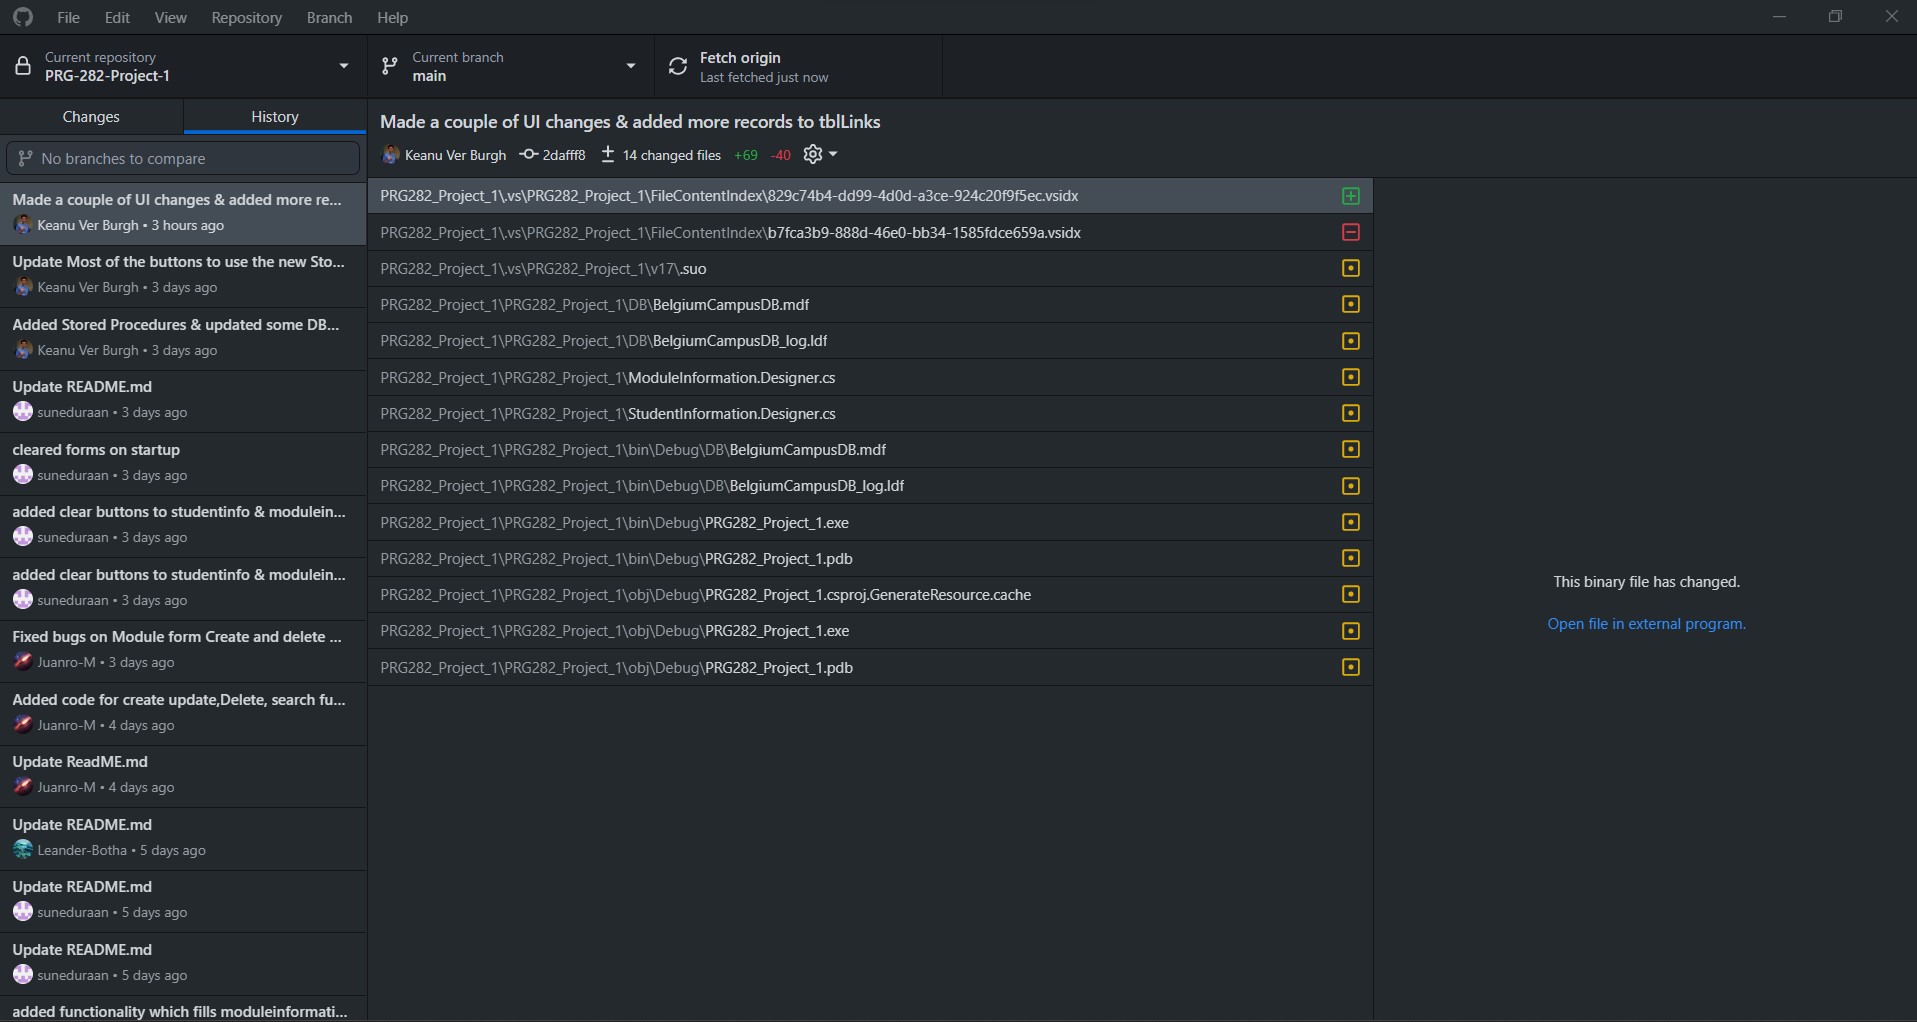 File Edit View Repository Branch Help
Current repository
PRG-282-Project-1
Current branch
main
Fetch origin
Last fetched just now
Changes
History
No branches to compare
Made a couple of UI changes & added more re...
Keanu Ver Burgh • 3 hours ago
Update Most of the buttons to use the new Sto...
Keanu Ver Burgh • 3 days ago
Added Stored Procedures & updated some DB...
Keanu Ver Burgh • 3 days ago
Update README.md
suneduraan • 3 days ago
cleared forms on startup
suneduraan • 3 days ago
added clear buttons to studentinfo & modulein...
suneduraan • 3 days ago
added clear buttons to studentinfo & modulein...
suneduraan • 3 days ago
Fixed bugs on Module form Create and delete ...
Juanro-M • 3 days ago
Added code for create update,Delete, search fu...
Juanro-M • 4 days ago
Update ReadME.md
Juanro-M • 4 days ago
Update README.md
Leander-Botha • 5 days ago
Update README.md
suneduraan • 5 days ago
Update README.md
suneduraan • 5 days ago
added functionality which fills moduleinformati...
Made a couple of UI changes & added more records to tblLinks
Keanu Ver Burgh 2dafff8 14 changed files +69 -40
PRG282_Project_1\.vs\PRG282_Project_1\FileContentIndex\829c74b4-dd99-4d0d-a3ce-924c20f9f5ec.vsidx
PRG282_Project_1\.vs\PRG282_Project_1\FileContentIndex\b7fca3b9-888d-46e0-bb34-1585fdce659a.vsidx
PRG282_Project_1\.vs\PRG282_Project_1\v17\.suo
PRG282_Project_1\PRG282_Project_1\DB\BelgiumCampusDB.mdf
PRG282_Project_1\PRG282_Project_1\DB\BelgiumCampusDB_log.ldf
PRG282_Project_1\PRG282_Project_1\ModuleInformation.Designer.cs
PRG282_Project_1\PRG282_Project_1\StudentInformation.Designer.cs
PRG282_Project_1\PRG282_Project_1\bin\Debug\DB\BelgiumCampusDB.mdf
PRG282_Project_1\PRG282_Project_1\bin\Debug\DB\BelgiumCampusDB_log.ldf
PRG282_Project_1\PRG282_Project_1\bin\Debug\PRG282_Project_1.exe
PRG282_Project_1\PRG282_Project_1\bin\Debug\PRG282_Project_1.pdb
PRG282_Project_1\PRG282_Project_1\obj\Debug\PRG282_Project_1.csproj.GenerateResource.cache
PRG282_Project_1\PRG282_Project_1\obj\Debug\PRG282_Project_1.exe
PRG282_Project_1\PRG282_Project_1\obj\Debug\PRG282_Project_1.pdb
This binary file has changed.
Open file in external program.